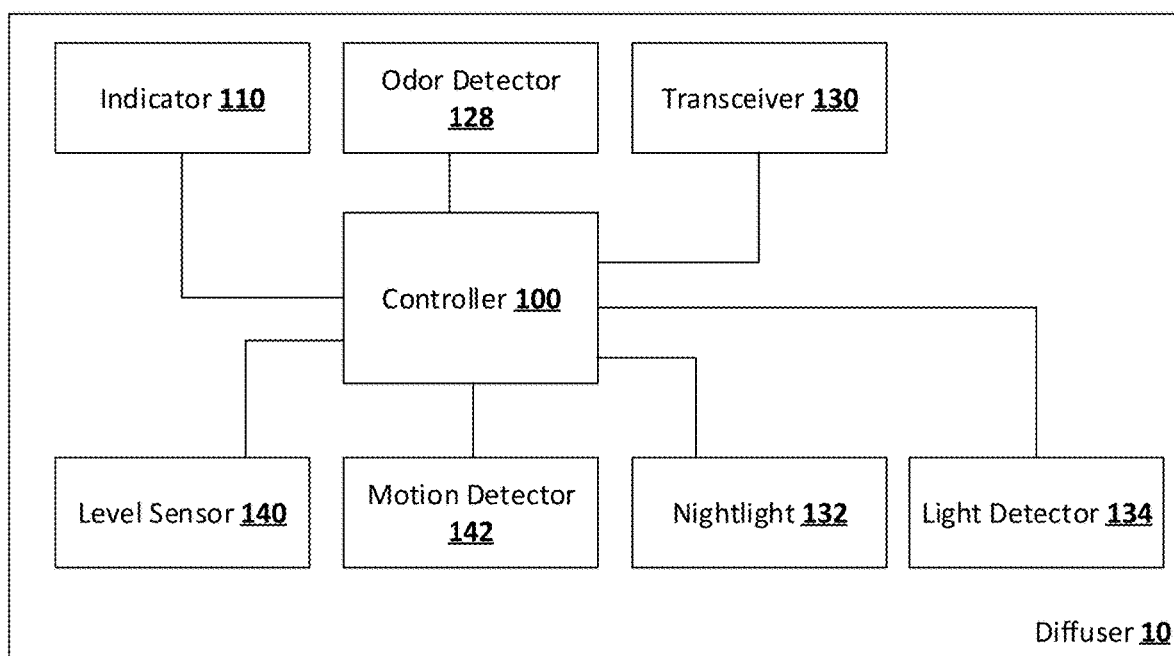 Indicator 110
Odor Detector
128
Transceiver 130
Controller 100
Level Sensor 140
Motion Detector
142
Nightlight 132
Light Detector 134
Diffuser 10